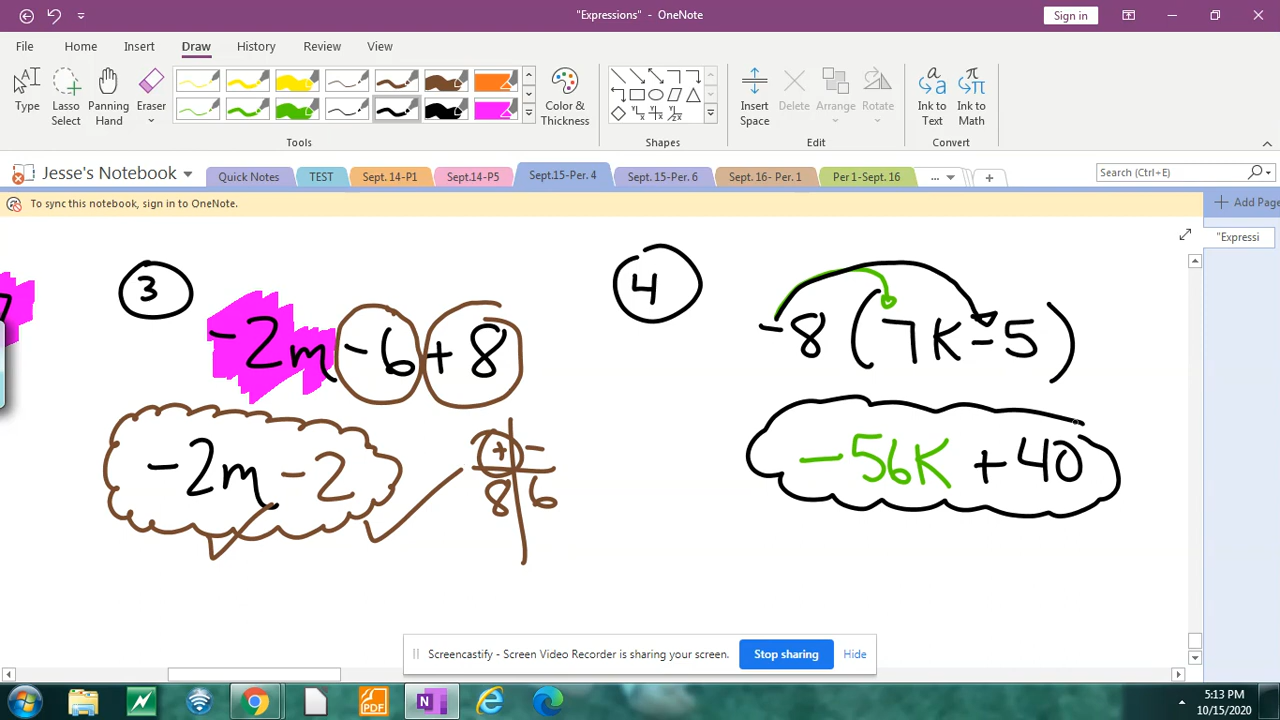 "Expressions" - OneNote
Sign in
File Home Insert Draw History Review View
Type Lasso Select Panning Hand Eraser
Color & Thickness
Insert Space Delete Arrange Rotate
Ink to Text Ink to Math
Tools Shapes Edit Convert
Jesse's Notebook Quick Notes TEST Sept. 14-P1 Sept.14-P5 Sept.15-Per. 4 Sept. 15-Per. 6 Sept. 16- Per. 1 Per 1-Sept. 16 ... Search (Ctrl+E)
To sync this notebook, sign in to OneNote.
Add Page
"Expressi
3
-2m-6+8
-2m-2
+ -
8 6
4
-8(7K-5)
-56K+40
Screencastify - Screen Video Recorder is sharing your screen. Stop sharing Hide
PDF
5:13 PM
10/15/2020